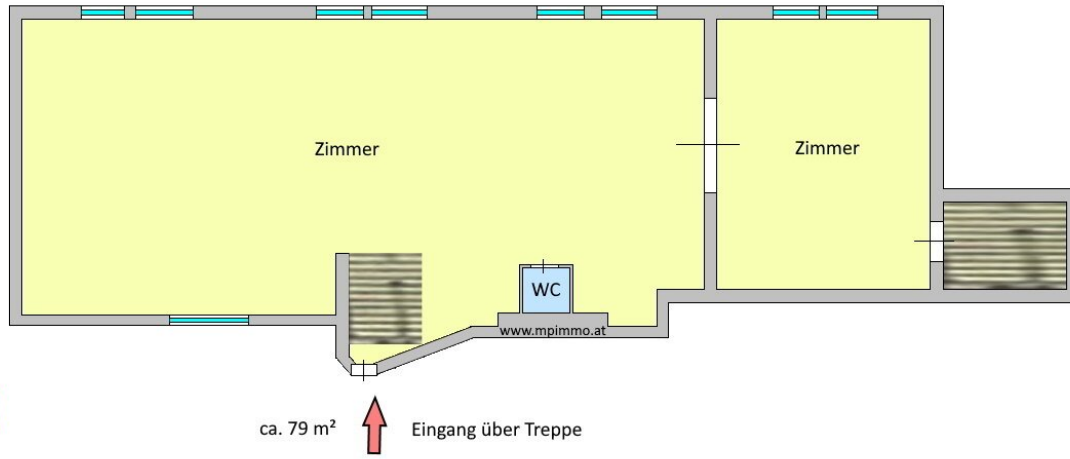 Zimmer
Zimmer
WC
www.mpimmo.at
ca. 79 m²
Eingang über Treppe